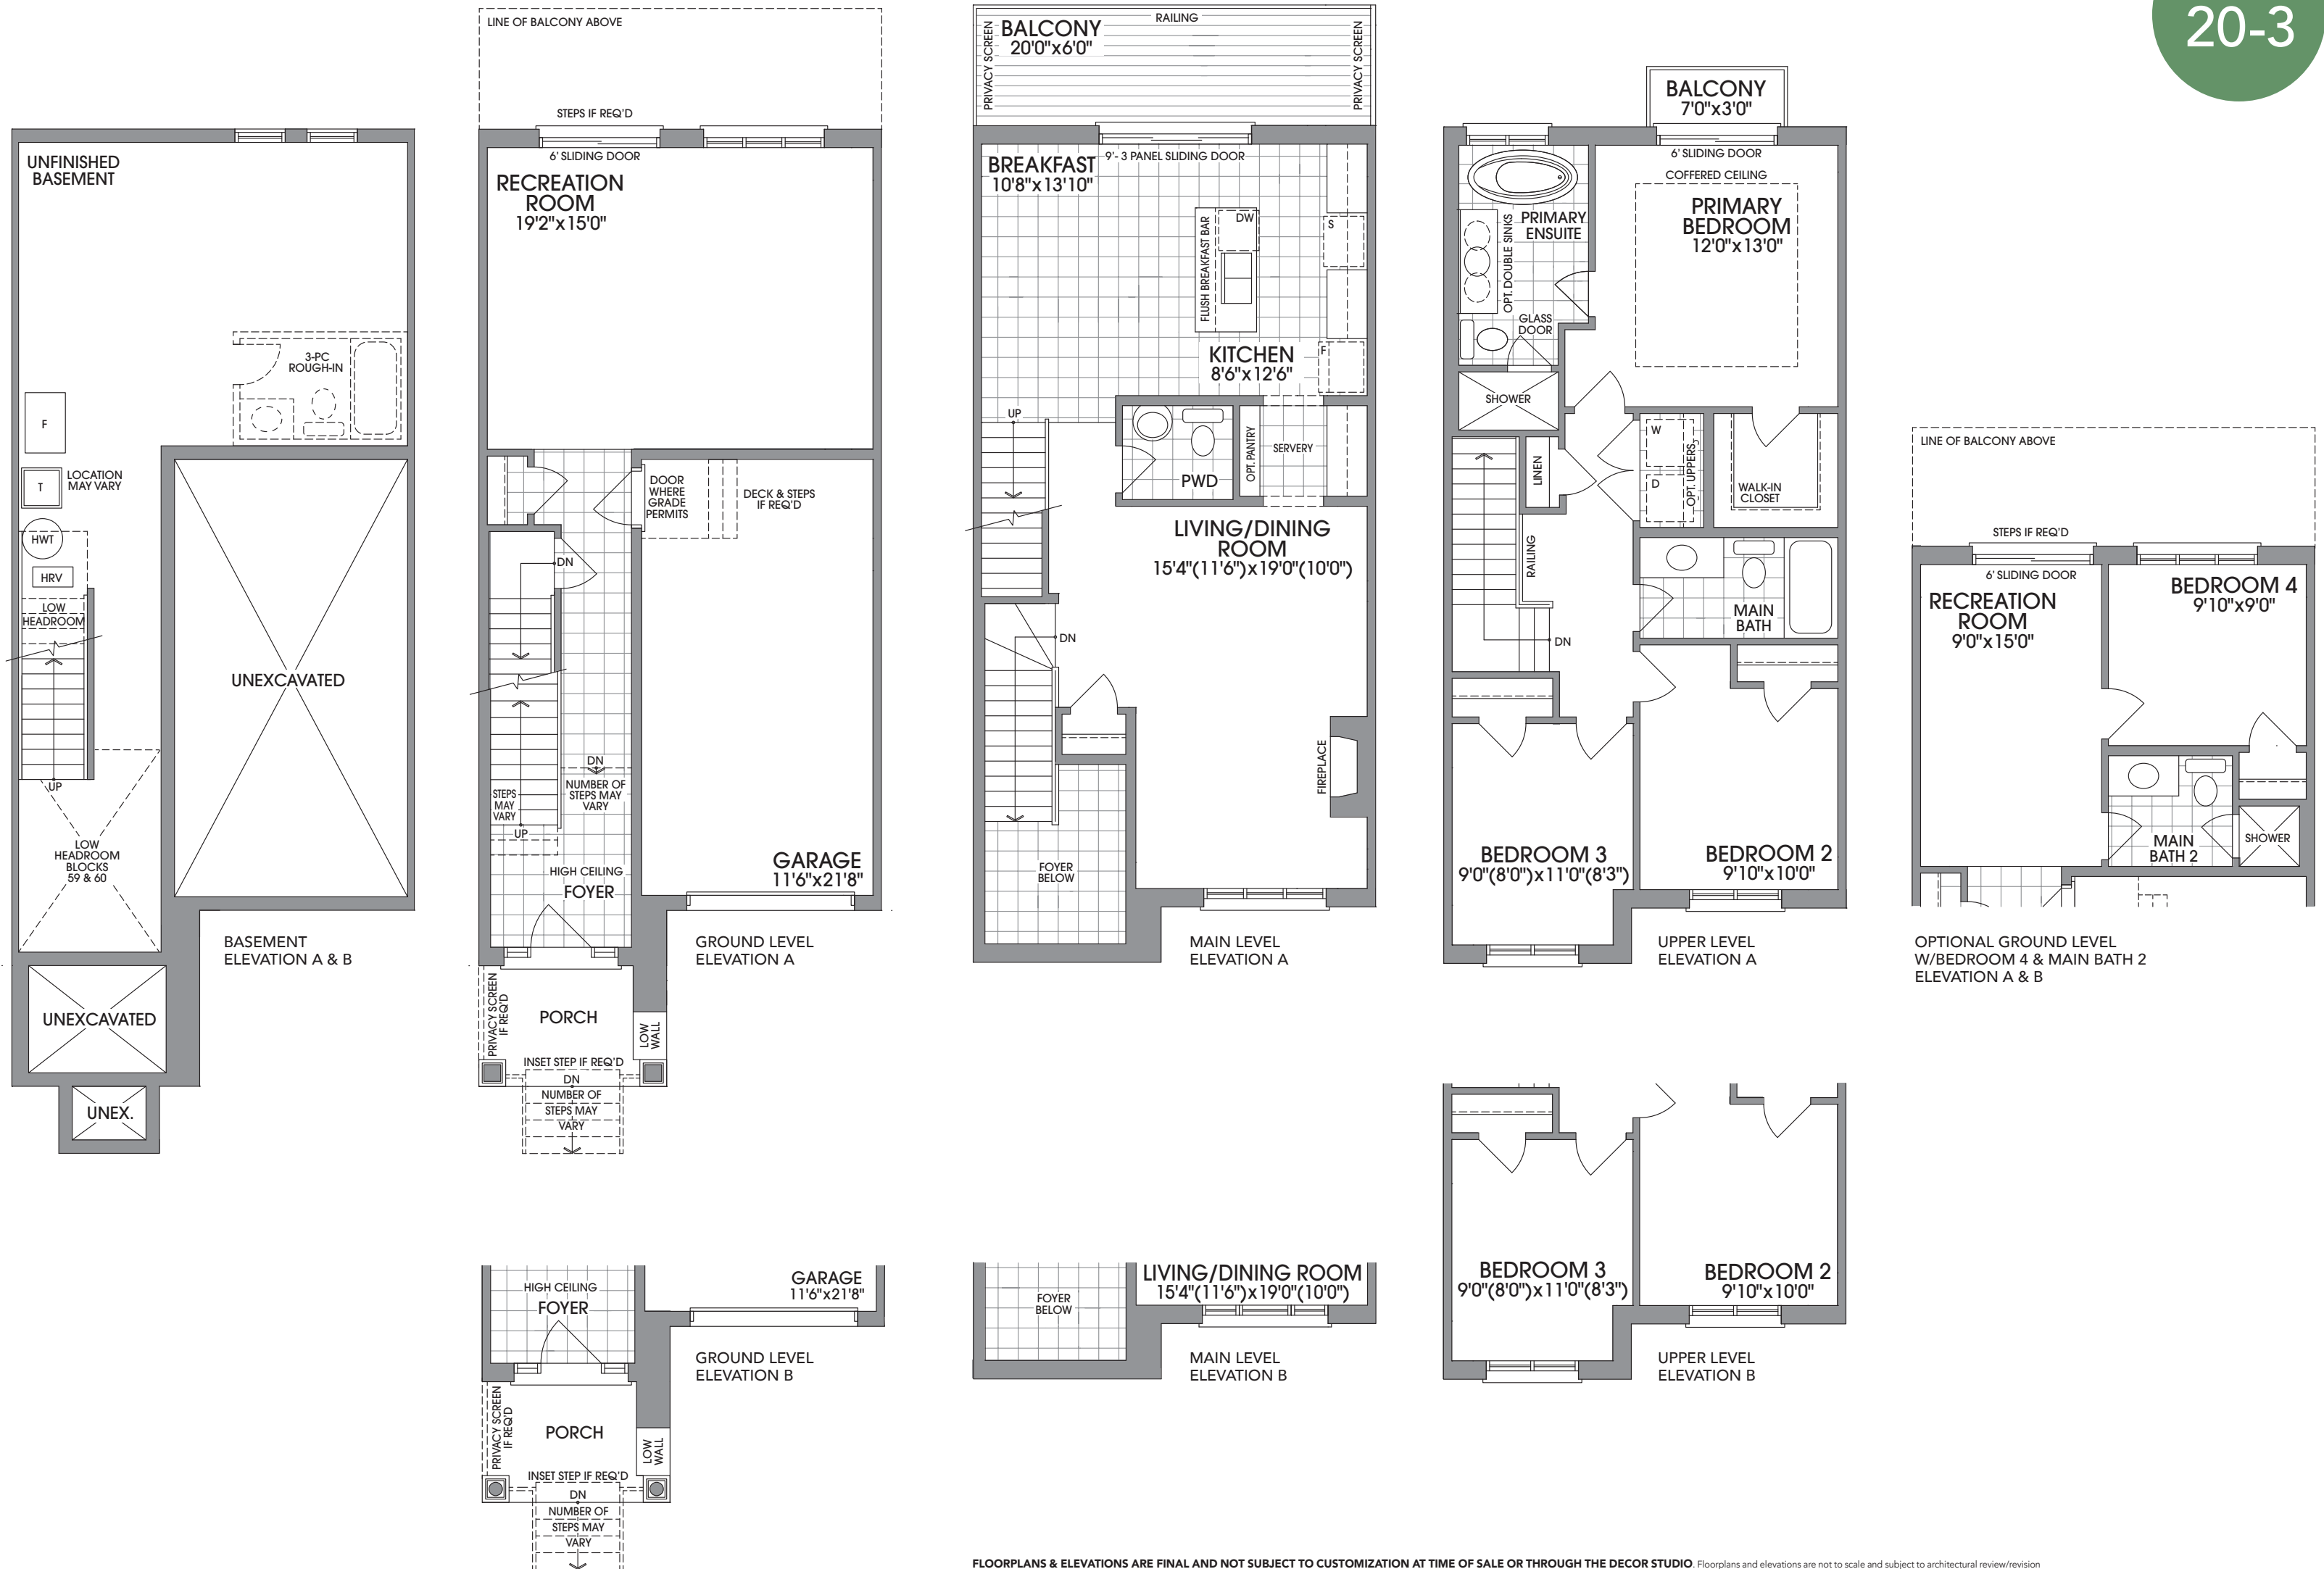 20-3
UNFINISHED
BASEMENT
3-PC
ROUGH-IN
F
T
LOCATION
MAY VARY
HWT
HRV
LOW
HEADROOM
UP
LOW
HEADROOM
BLOCKS
59 & 60
UNEXCAVATED
UNEXCAVATED
UNEX.
BASEMENT
ELEVATION A & B
LINE OF BALCONY ABOVE
STEPS IF REQ'D
6' SLIDING DOOR
RECREATION
ROOM
19'2"x15'0"
DOOR
WHERE
GRADE
PERMITS
DECK & STEPS
IF REQ'D
DN
DN
NUMBER OF
STEPS MAY
VARY
STEPS
MAY
VARY
UP
HIGH CEILING
FOYER
GARAGE
11'6"x21'8"
PRIVACY SCREEN
IF REQ'D
PORCH
LOW
WALL
INSET STEP IF REQ'D
DN
NUMBER OF
STEPS MAY
VARY
GROUND LEVEL
ELEVATION A
RAILING
BALCONY
20'0"x6'0"
PRIVACY SCREEN
PRIVACY SCREEN
9'- 3 PANEL SLIDING DOOR
BREAKFAST
10'8"x13'10"
DW
S
FLUSH BREAKFAST BAR
KITCHEN
8'6"x12'6"
F
UP
PWD
OPT. PANTRY
SERVERY
LIVING/DINING
ROOM
15'4"(11'6")x19'0"(10'0")
DN
FIREPLACE
FOYER
BELOW
MAIN LEVEL
ELEVATION A
BALCONY
7'0"x3'0"
6' SLIDING DOOR
COFFERED CEILING
PRIMARY
BEDROOM
12'0"x13'0"
PRIMARY
ENSUITE
OPT. DOUBLE SINKS
GLASS
DOOR
SHOWER
LINEN
W
D
OPT. UPPERS
WALK-IN
CLOSET
RAILING
DN
MAIN
BATH
BEDROOM 3
9'0"(8'0")x11'0"(8'3")
BEDROOM 2
9'10"x10'0"
UPPER LEVEL
ELEVATION A
LINE OF BALCONY ABOVE
STEPS IF REQ'D
6' SLIDING DOOR
RECREATION
ROOM
9'0"x15'0"
BEDROOM 4
9'10"x9'0"
MAIN
BATH 2
SHOWER
OPTIONAL GROUND LEVEL
W/BEDROOM 4 & MAIN BATH 2
ELEVATION A & B
HIGH CEILING
FOYER
GARAGE
11'6"x21'8"
PRIVACY SCREEN
IF REQ'D
PORCH
LOW
WALL
INSET STEP IF REQ'D
DN
NUMBER OF
STEPS MAY
VARY
GROUND LEVEL
ELEVATION B
FOYER
BELOW
LIVING/DINING ROOM
15'4"(11'6")x19'0"(10'0")
MAIN LEVEL
ELEVATION B
BEDROOM 3
9'0"(8'0")x11'0"(8'3")
BEDROOM 2
9'10"x10'0"
UPPER LEVEL
ELEVATION B
FLOORPLANS & ELEVATIONS ARE FINAL AND NOT SUBJECT TO CUSTOMIZATION AT TIME OF SALE OR THROUGH THE DECOR STUDIO. Floorplans and elevations are not to scale and subject to architectural review/revision